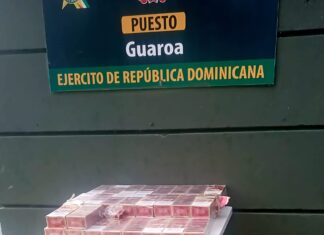 PUESTO
Guaroa
EJERCITO DE REPÚBLICA DOMINICANA